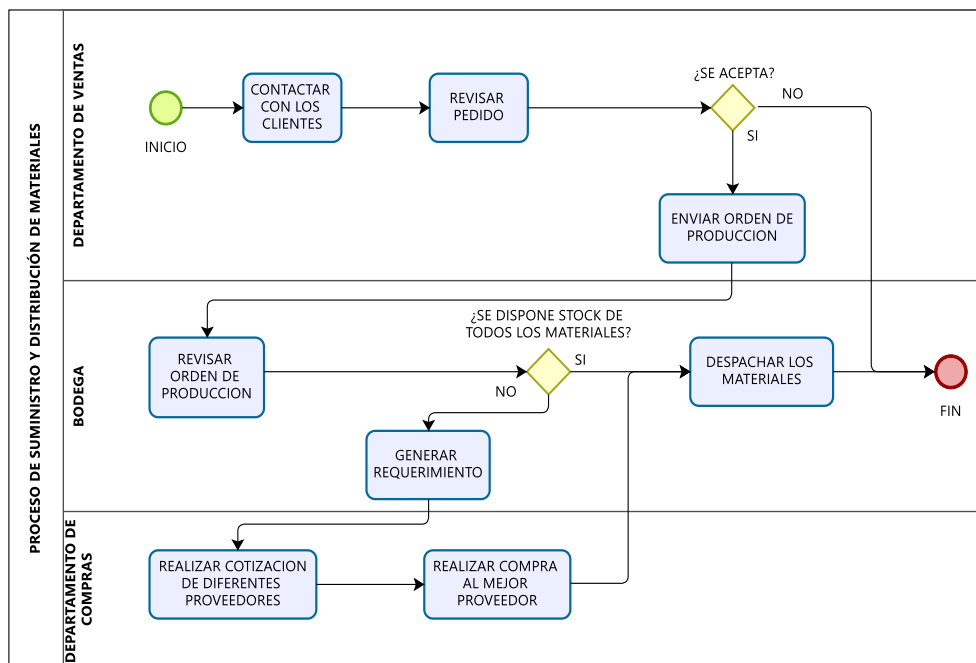 PROCESO DE SUMINISTRO Y DISTRIBUCIÓN DE MATERIALES
DEPARTAMENTO DE VENTAS
INICIO
CONTACTAR
CON LOS
CLIENTES
REVISAR
PEDIDO
¿SE ACEPTA?
NO
SI
ENVIAR ORDEN DE
PRODUCCION
BODEGA
REVISAR
ORDEN DE
PRODUCCION
¿SE DISPONE STOCK DE
TODOS LOS MATERIALES?
SI
NO
DESPACHAR LOS
MATERIALES
FIN
GENERAR
REQUERIMIENTO
DEPARTAMENTO DE
COMPRAS
REALIZAR COTIZACION
DE DIFERENTES
PROVEEDORES
REALIZAR COMPRA
AL MEJOR
PROVEEDOR